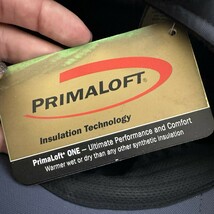 PRIMALOFT®
Insulation Technology
PrimaLoft® ONE – Ultimate Performance and Comfort
Warmer wet or dry than any other synthetic insulation